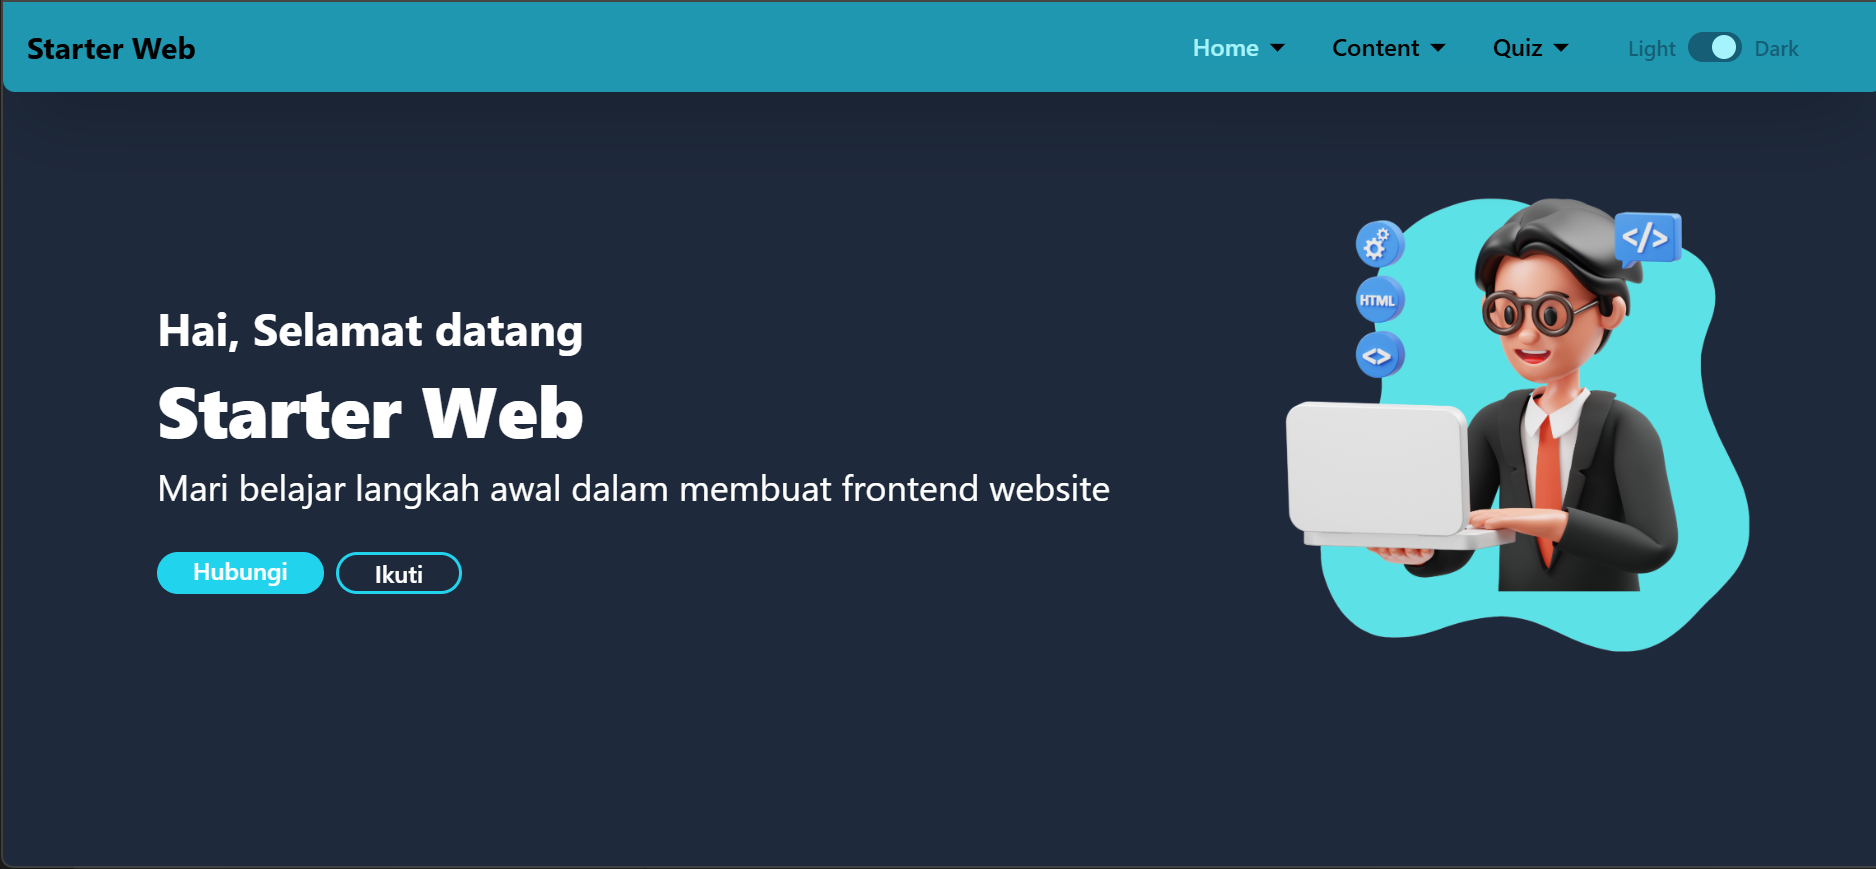 Starter Web
Home
Content
Quiz
Light
Dark
</>
HTML
<>
Hai, Selamat datang
Starter Web
Mari belajar langkah awal dalam membuat frontend website
Hubungi
Ikuti